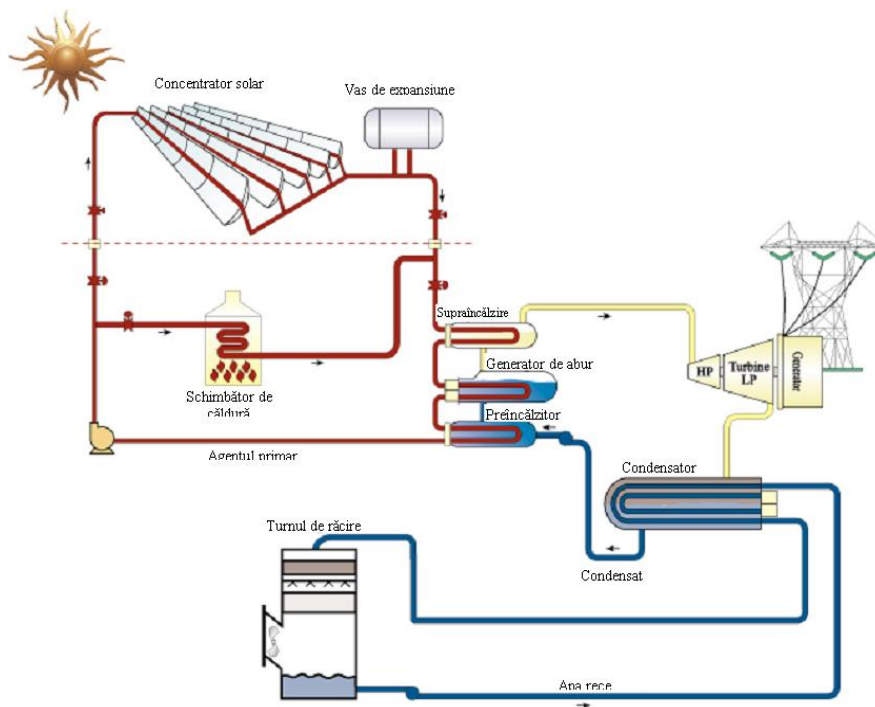 Concentrator solar
Vas de expansiune
Supraîncălzire
Generator de abur
HP
Turbine
LP
Generator
Schimbător de
căldură
Preîncălzitor
Agentul primar
Condensator
Turnul de răcire
Condensat
Apa rece